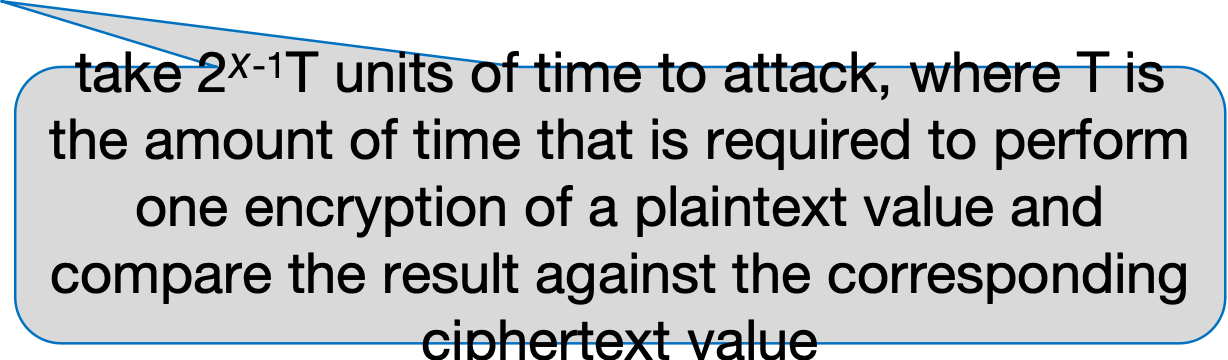 take 2ˣ⁻¹T units of time to attack, where T is
the amount of time that is required to perform
one encryption of a plaintext value and
compare the result against the corresponding
ciphertext value